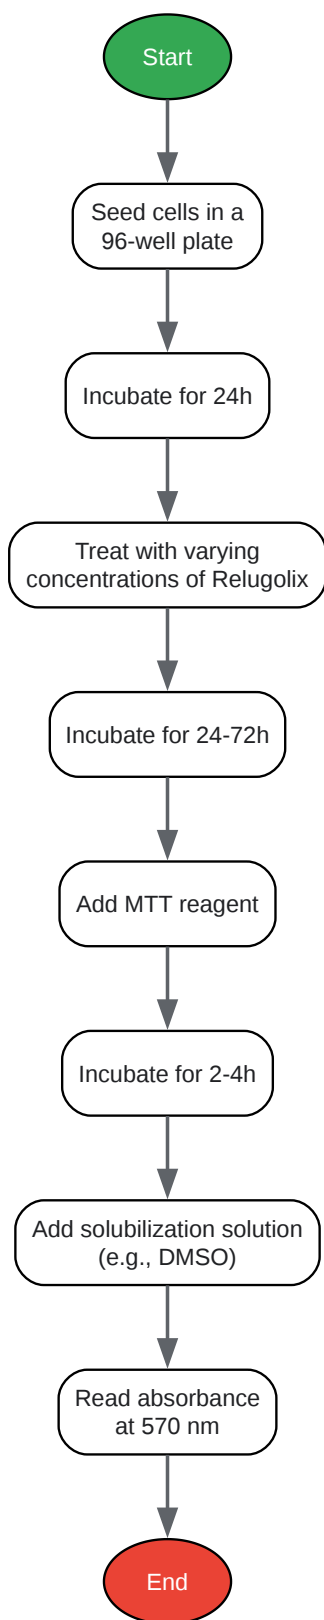 Start
Seed cells in a
96-well plate
Incubate for 24h
Treat with varying
concentrations of Relugolix
Incubate for 24-72h
Add MTT reagent
Incubate for 2-4h
Add solubilization solution
(e.g., DMSO)
Read absorbance
at 570 nm
End